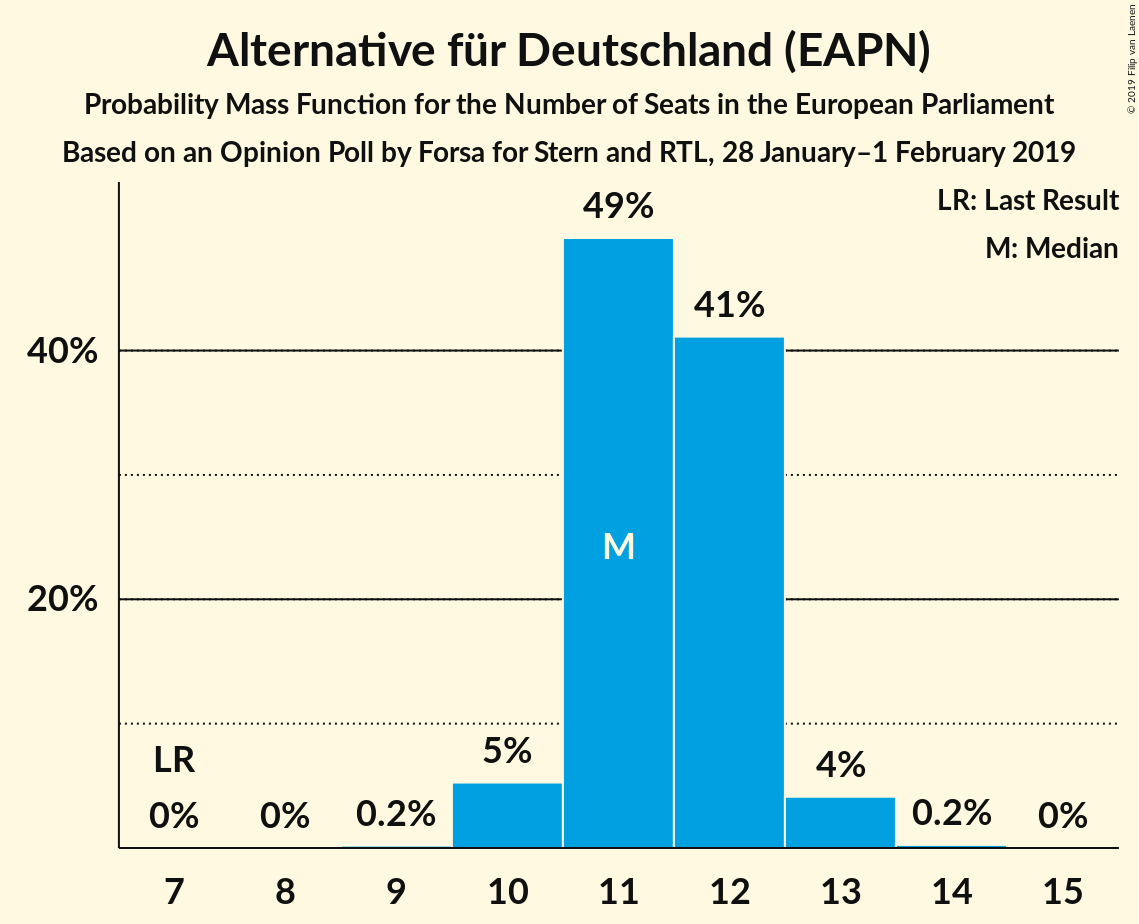 Alternative für Deutschland (EAPN)
Probability Mass Function for the Number of Seats in the European Parliament
Based on an Opinion Poll by Forsa for Stern and RTL, 28 January–1 February 2019
© 2019 Filip van Laenen
LR: Last Result
M: Median
49%
41%
40%
M
20%
LR
5%
4%
0%
0%
0.2%
0.2%
0%
7 8 9 10 11 12 13 14 15